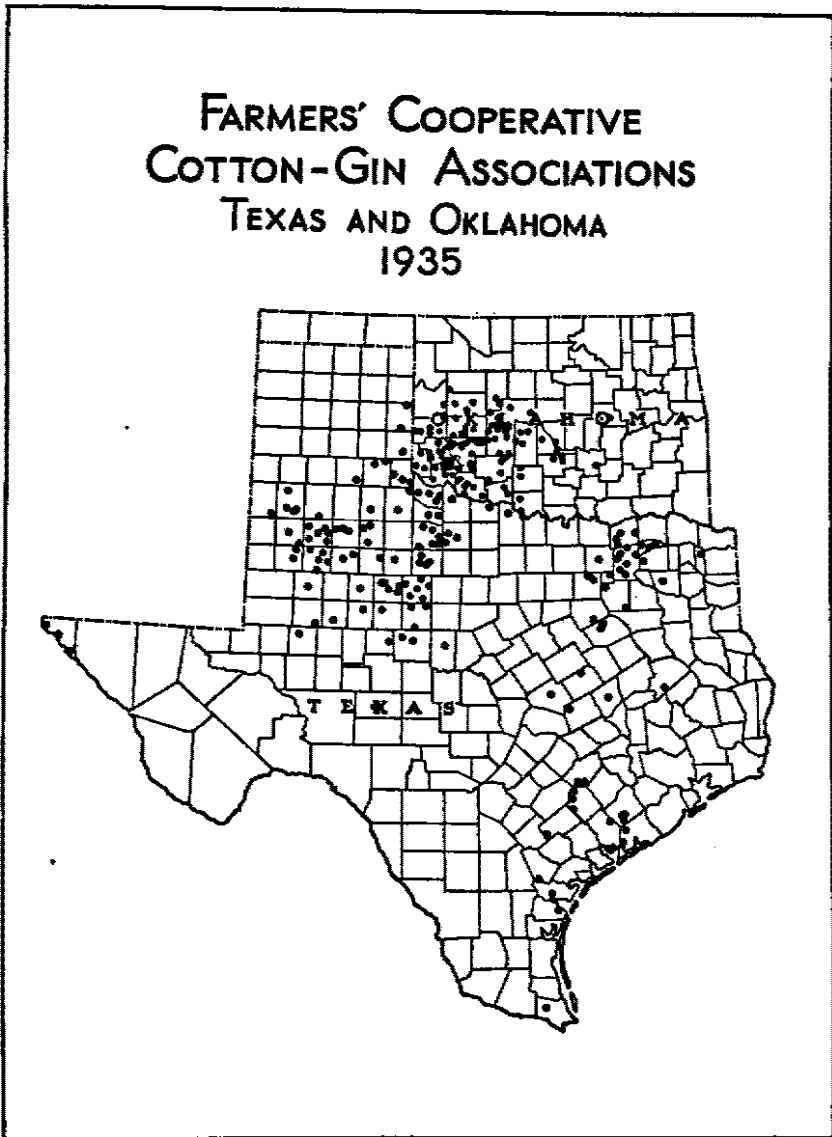 FARMERS' COOPERATIVE
COTTON-GIN ASSOCIATIONS
TEXAS AND OKLAHOMA
1935
OKLAHOMA
TEXAS